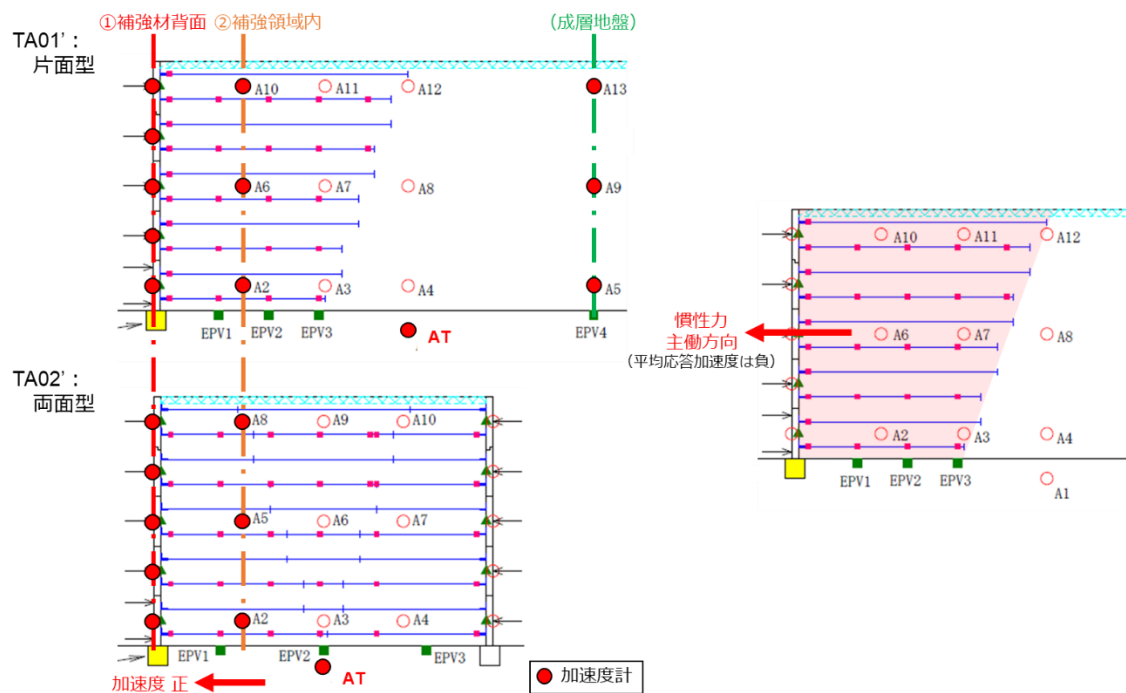 ①補強材背面 ②補強領域内 (成層地盤)
TA01’：
片面型
A10 A11 A12 A13
A6 A7 A8 A9
A2 A3 A4 A5
EPV1 EPV2 EPV3 AT EPV4
TA02’：
両面型
A8 A9 A10
A5 A6 A7
A2 A3 A4
EPV1 EPV2 EPV3
加速度 正 AT
加速度計
慣性力
主働方向
(平均応答加速度は負)
A10 A11 A12
A6 A7 A8
A2 A3 A4
EPV1 EPV2 EPV3
A1